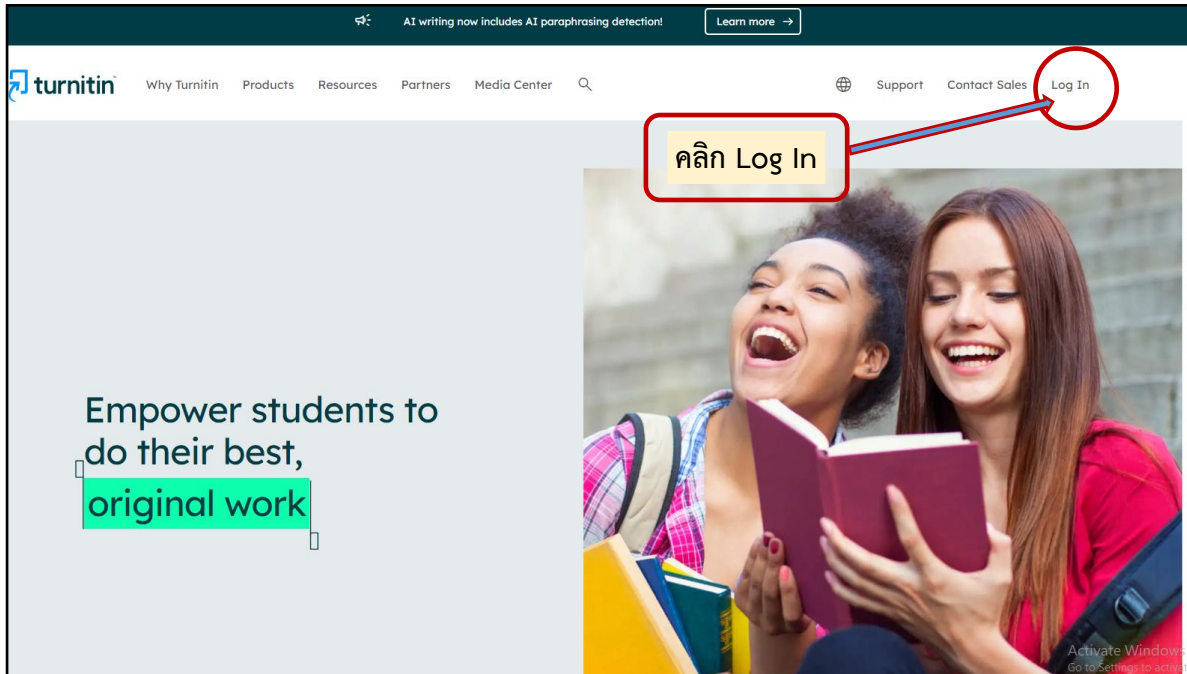 AI writing now includes AI paraphrasing detection! Learn more →
turnitin Why Turnitin Products Resources Partners Media Center Support Contact Sales Log In
คลิก Log In
Empower students to
do their best,
original work
Activate Windows
Go to Settings to activat